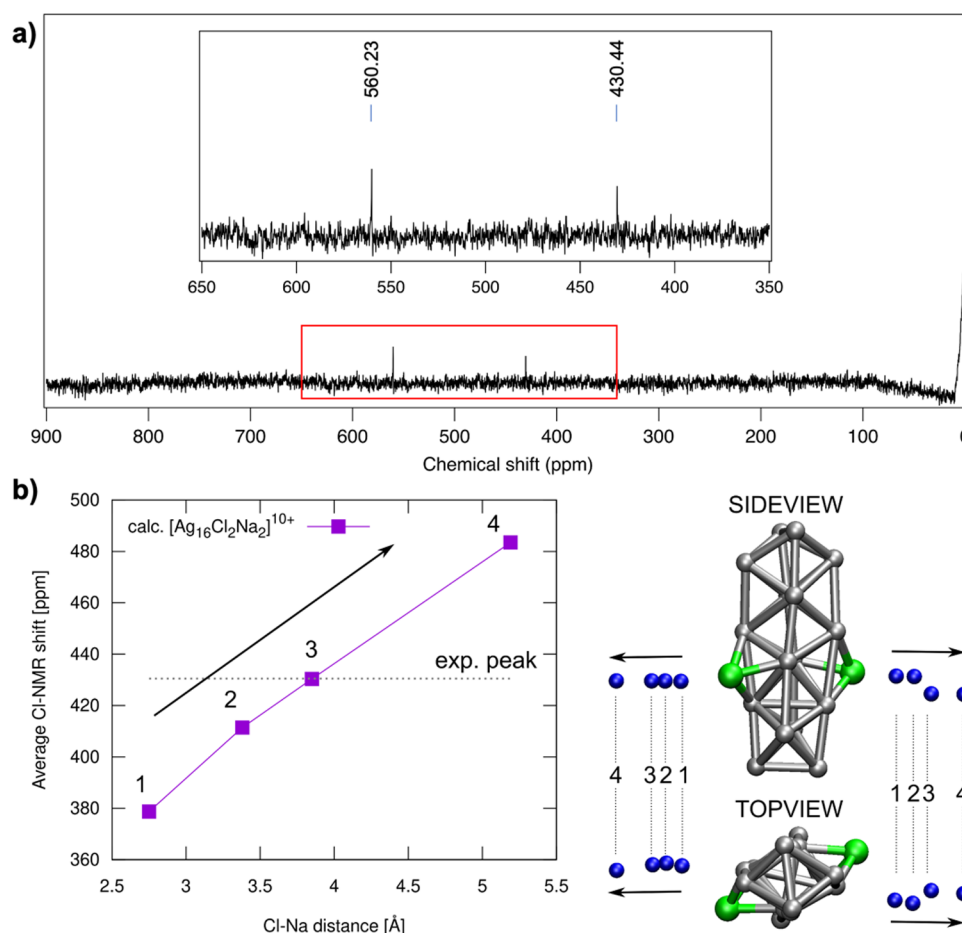 a)
560.23
430.44
650 600 550 500 450 400 350
900 800 700 600 500 400 300 200 100
Chemical shift (ppm)
b)
500
480
460
440
420
400
380
360
Average Cl-NMR shift [ppm]
calc. [Ag₁₆Cl₂Na₂]¹⁰⁺
1
2
3
4
exp. peak
2.5 3 3.5 4 4.5 5 5.5
Cl-Na distance [Å]
SIDEVIEW
4 3 2 1
1 2 3 4
TOPVIEW